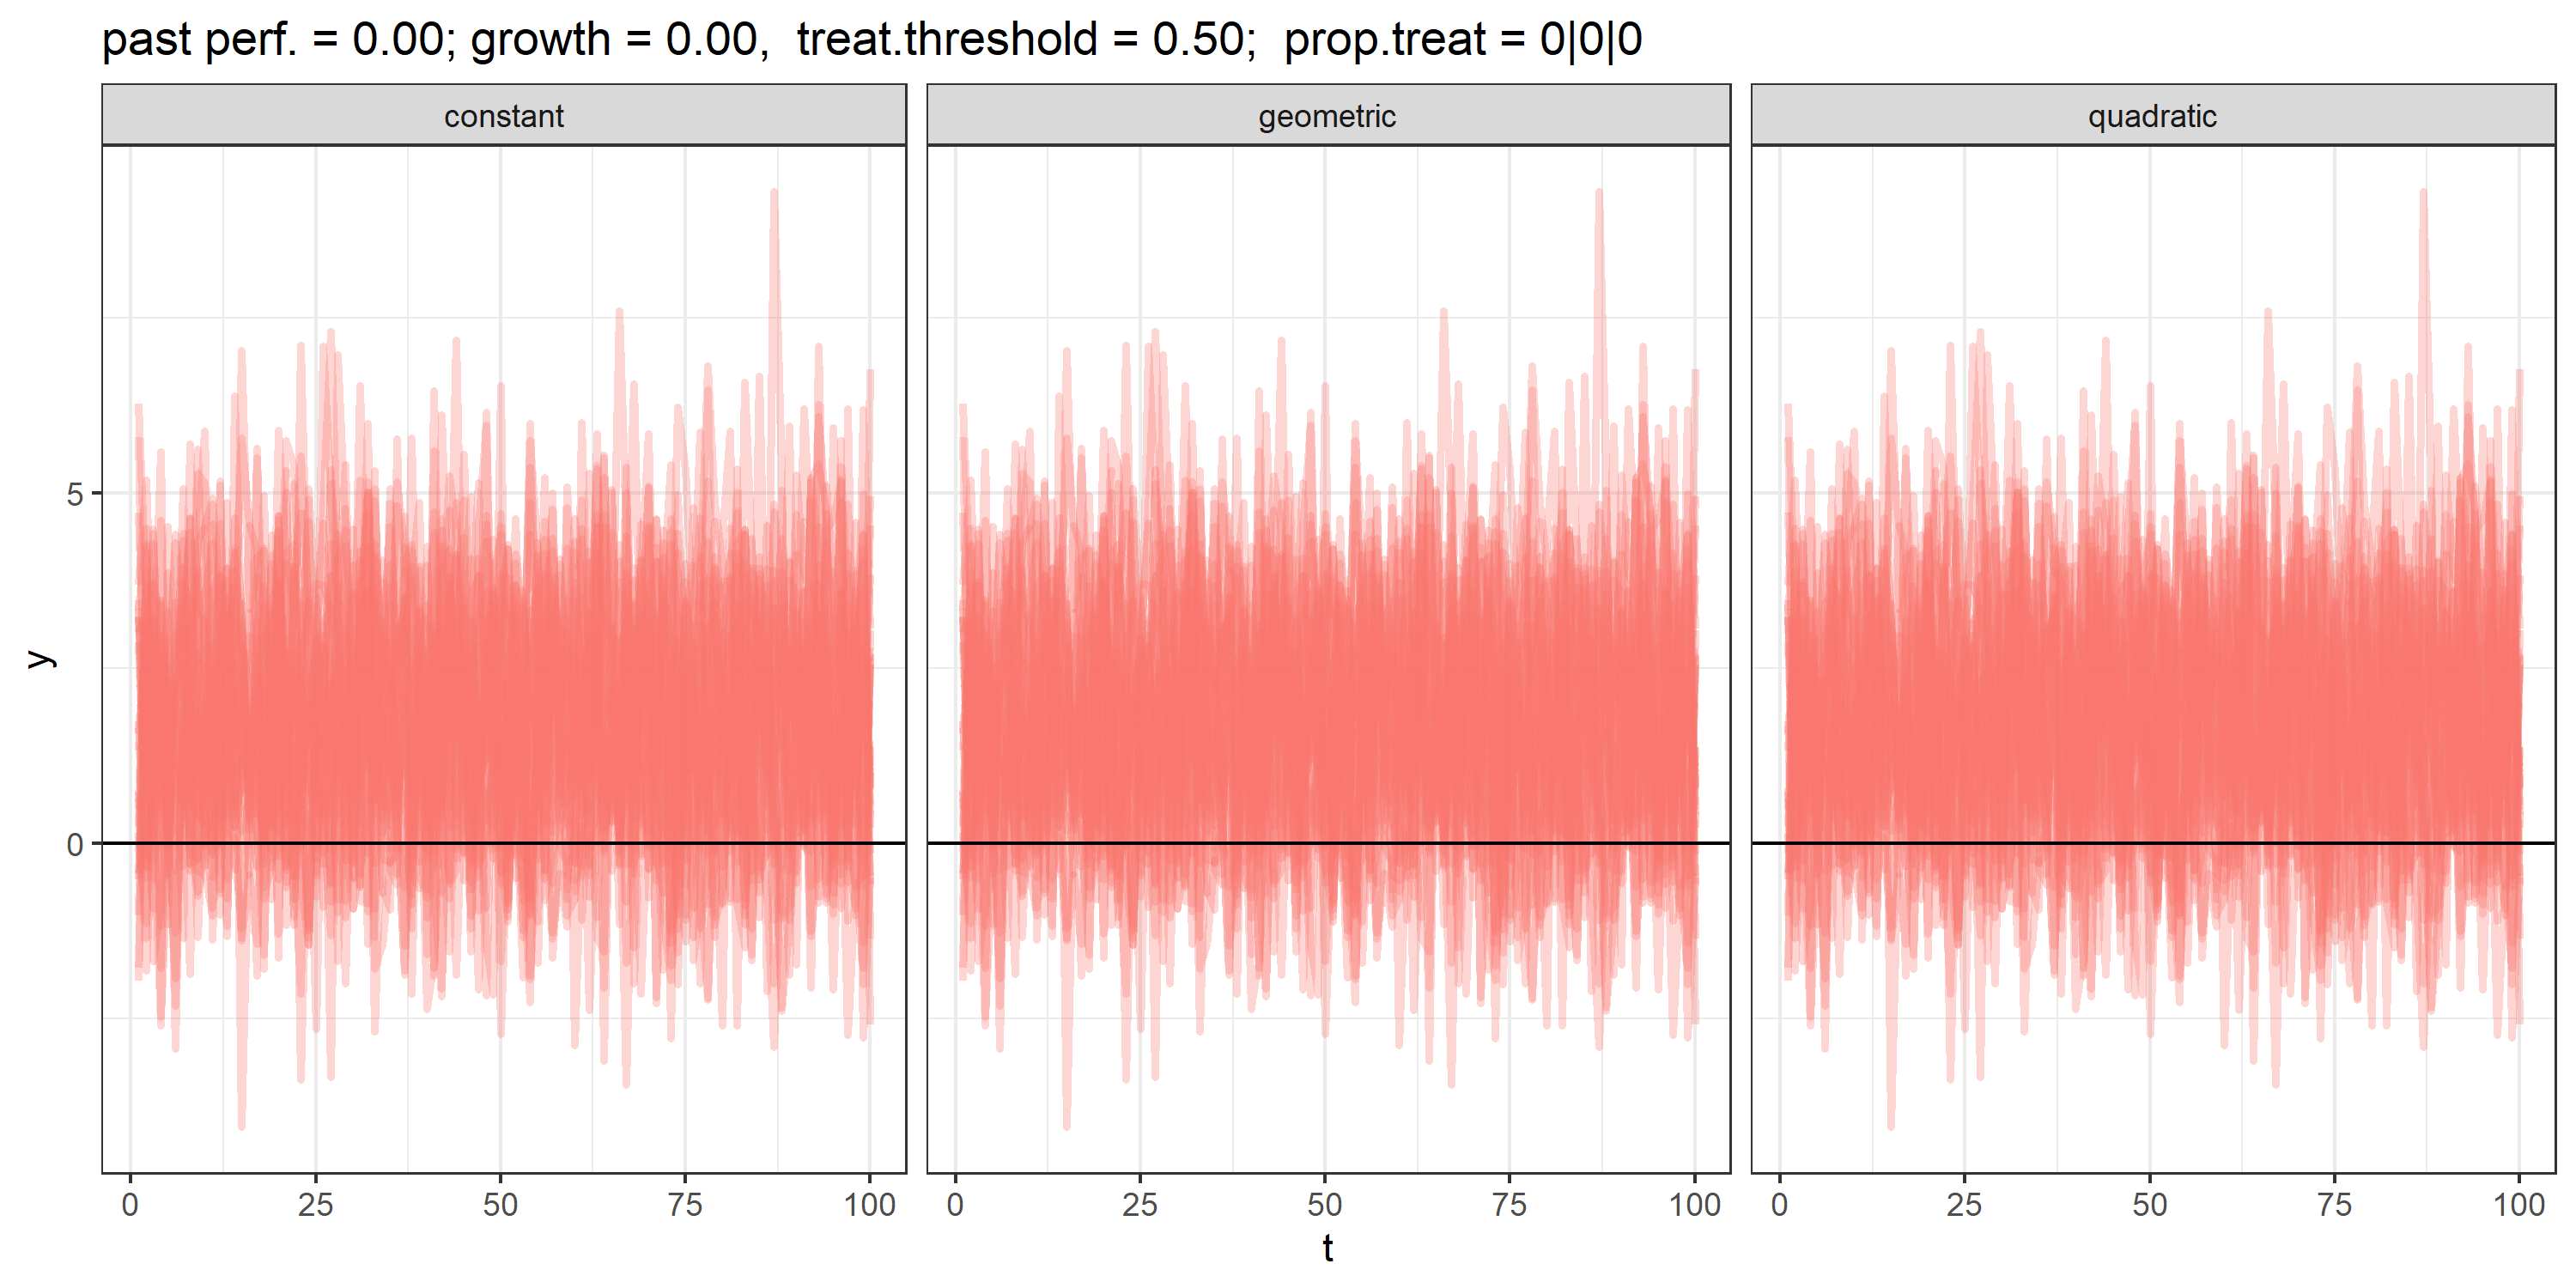 past perf. = 0.00; growth = 0.00,  treat.threshold = 0.50;  prop.treat = 0|0|0
constant geometric quadratic
5
0
y
0 25 50 75 100 0 25 50 75 100 0 25 50 75 100
t